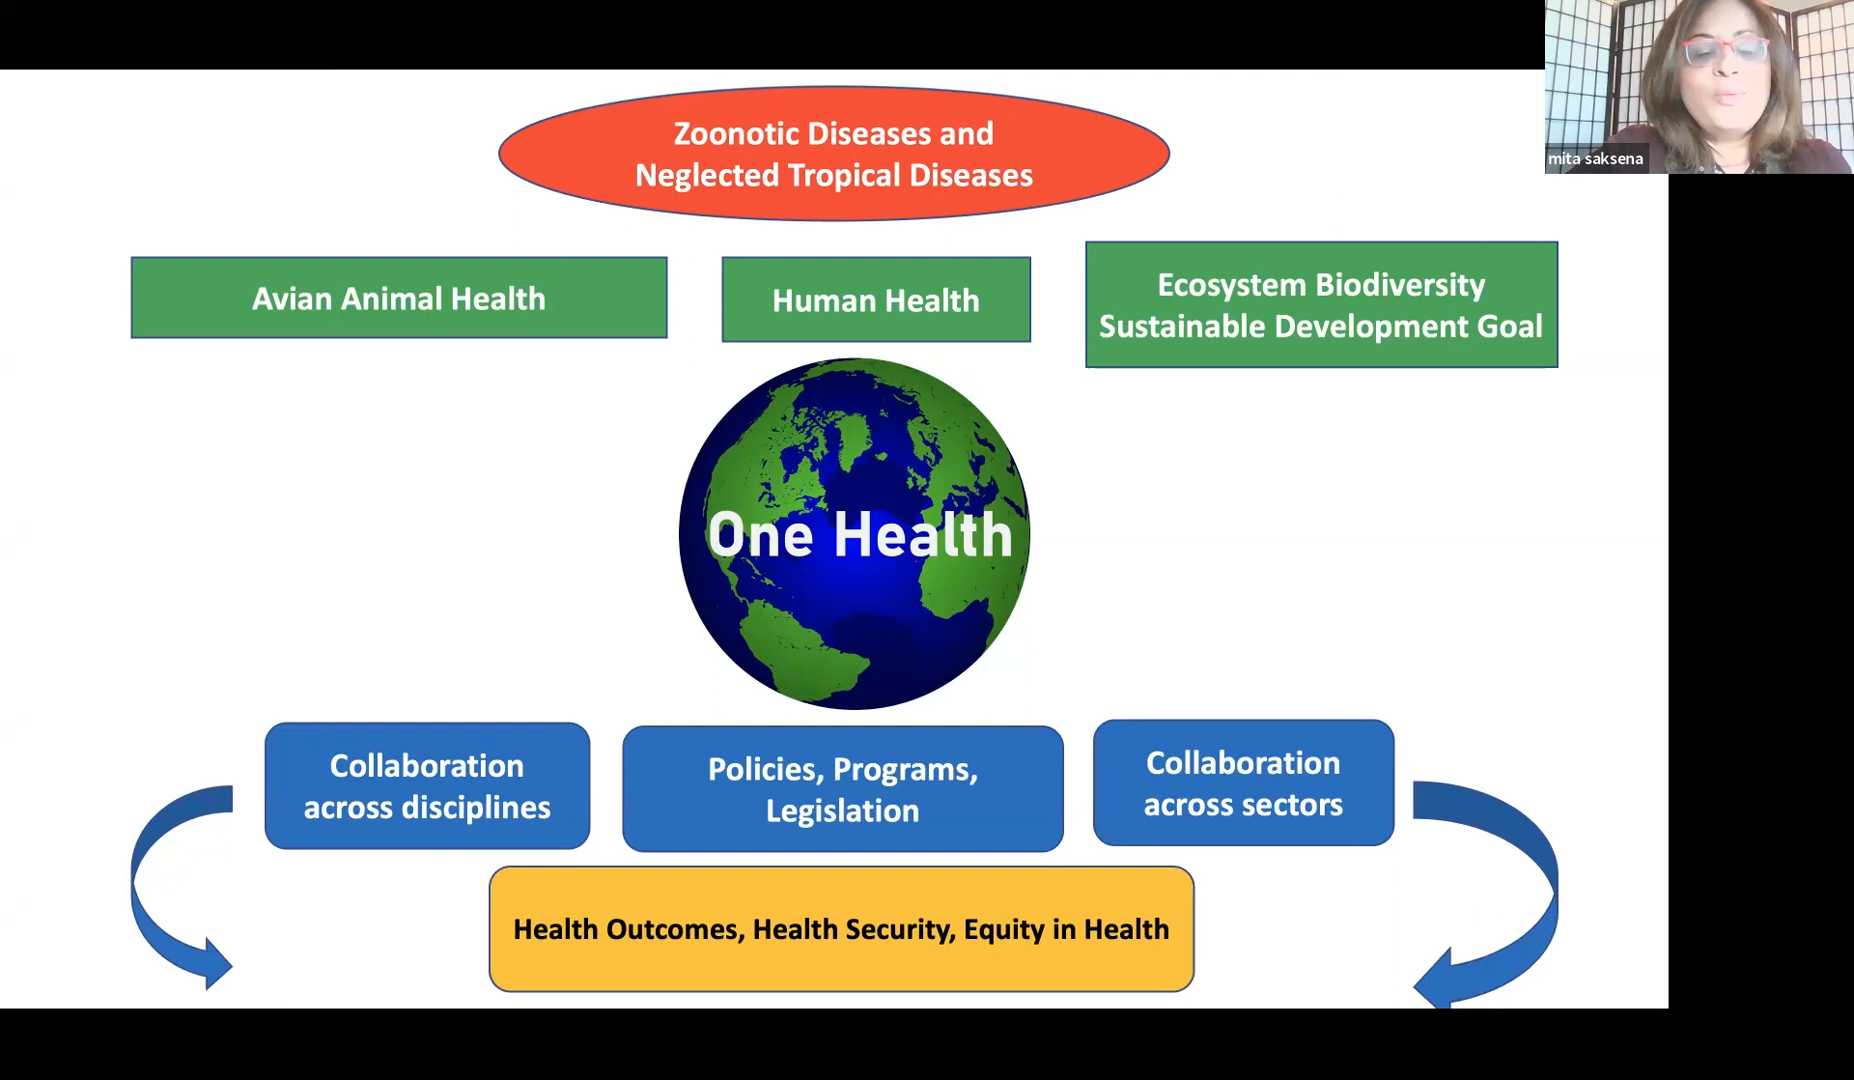 mita saksena
Zoonotic Diseases and
Neglected Tropical Diseases
Avian Animal Health
Human Health
Ecosystem Biodiversity
Sustainable Development Goal
One Health
Collaboration
across disciplines
Policies, Programs,
Legislation
Collaboration
across sectors
Health Outcomes, Health Security, Equity in Health